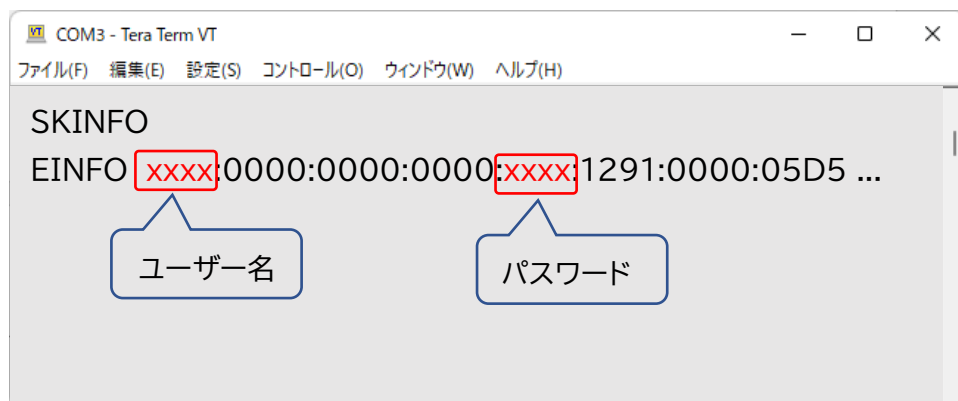 COM3 - Tera Term VT
ファイル(F) 編集(E) 設定(S) コントロール(O) ウィンドウ(W) ヘルプ(H)
SKINFO
EINFO xxxx:0000:0000:0000:xxxx:1291:0000:05D5 ...
ユーザー名 パスワード